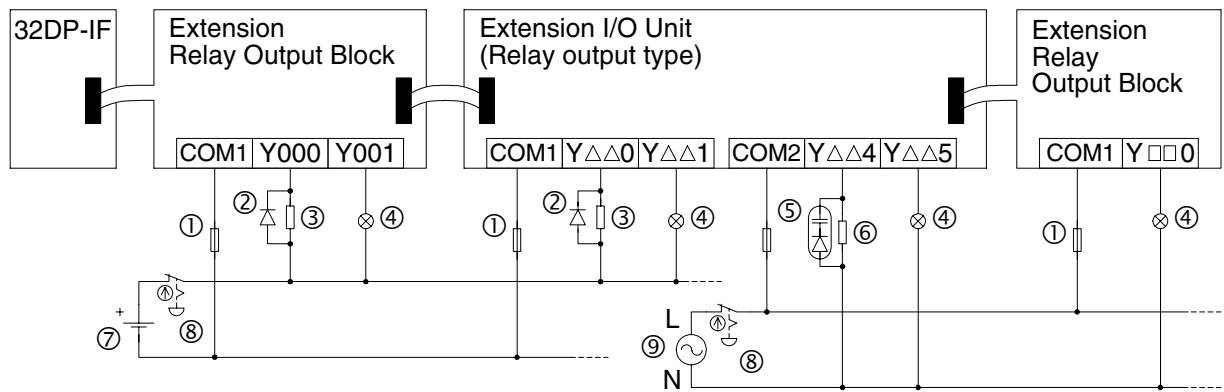 32DP-IF
Extension
Relay Output Block
Extension I/O Unit
(Relay output type)
Extension
Relay
Output Block
COM1 Y000 Y001
COM1 Y△△0 Y△△1
COM2 Y△△4 Y△△5
COM1 Y□□0
① ② ③ ④
① ② ③ ④
⑤ ⑥ ④
① ④
+
⑦ ⑧
L
⑨ ⑧
N